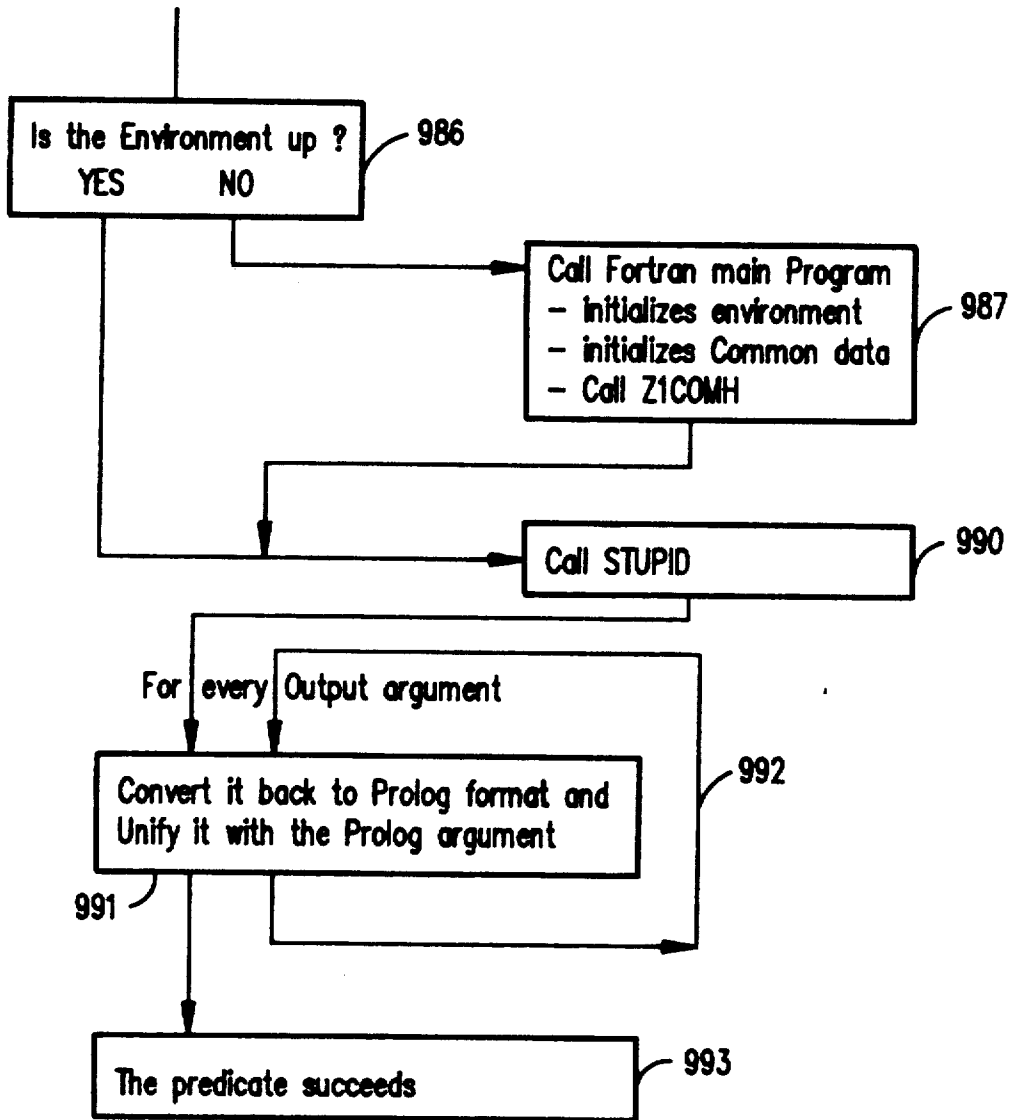 Is the Environment up ?
YES NO
986
Call Fortran main Program
- initializes environment
- initializes Common data
- Call Z1COMH
987
Call STUPID
990
For every Output argument
992
Convert it back to Prolog format and
Unify it with the Prolog argument
991
The predicate succeeds
993